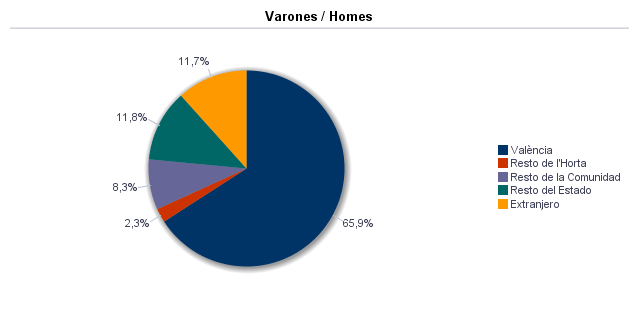 Varones / Homes
11,7%
11,8%
8,3%
2,3%
65,9%
València
Resto de l'Horta
Resto de la Comunidad
Resto del Estado
Extranjero